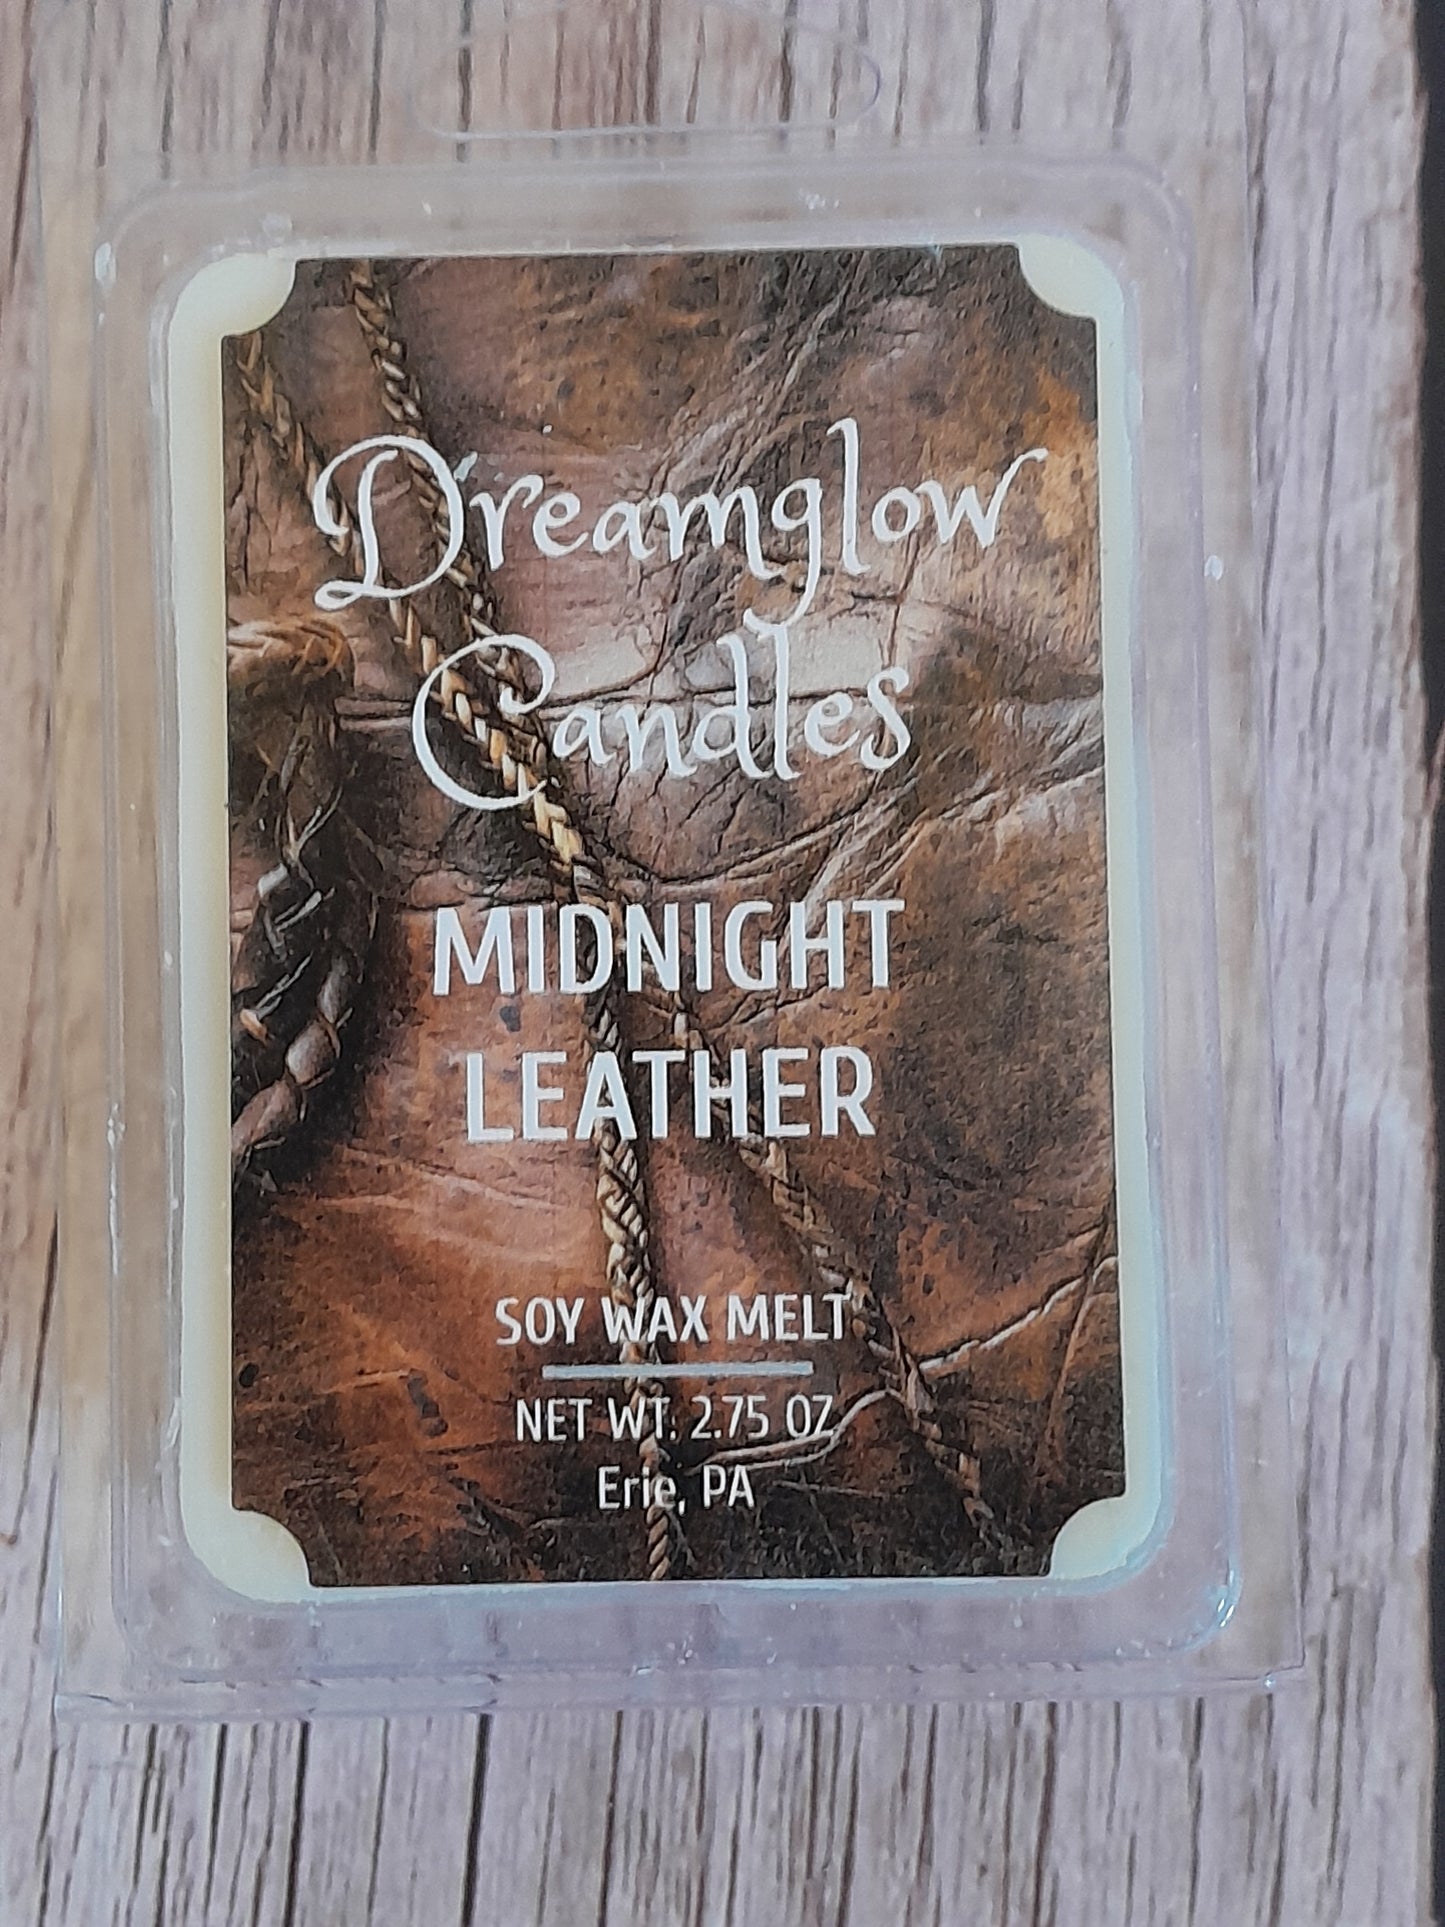 Dreamglow
Candles
MIDNIGHT
LEATHER
SOY WAX MELT
NET WT. 2.75 OZ
Erie, PA